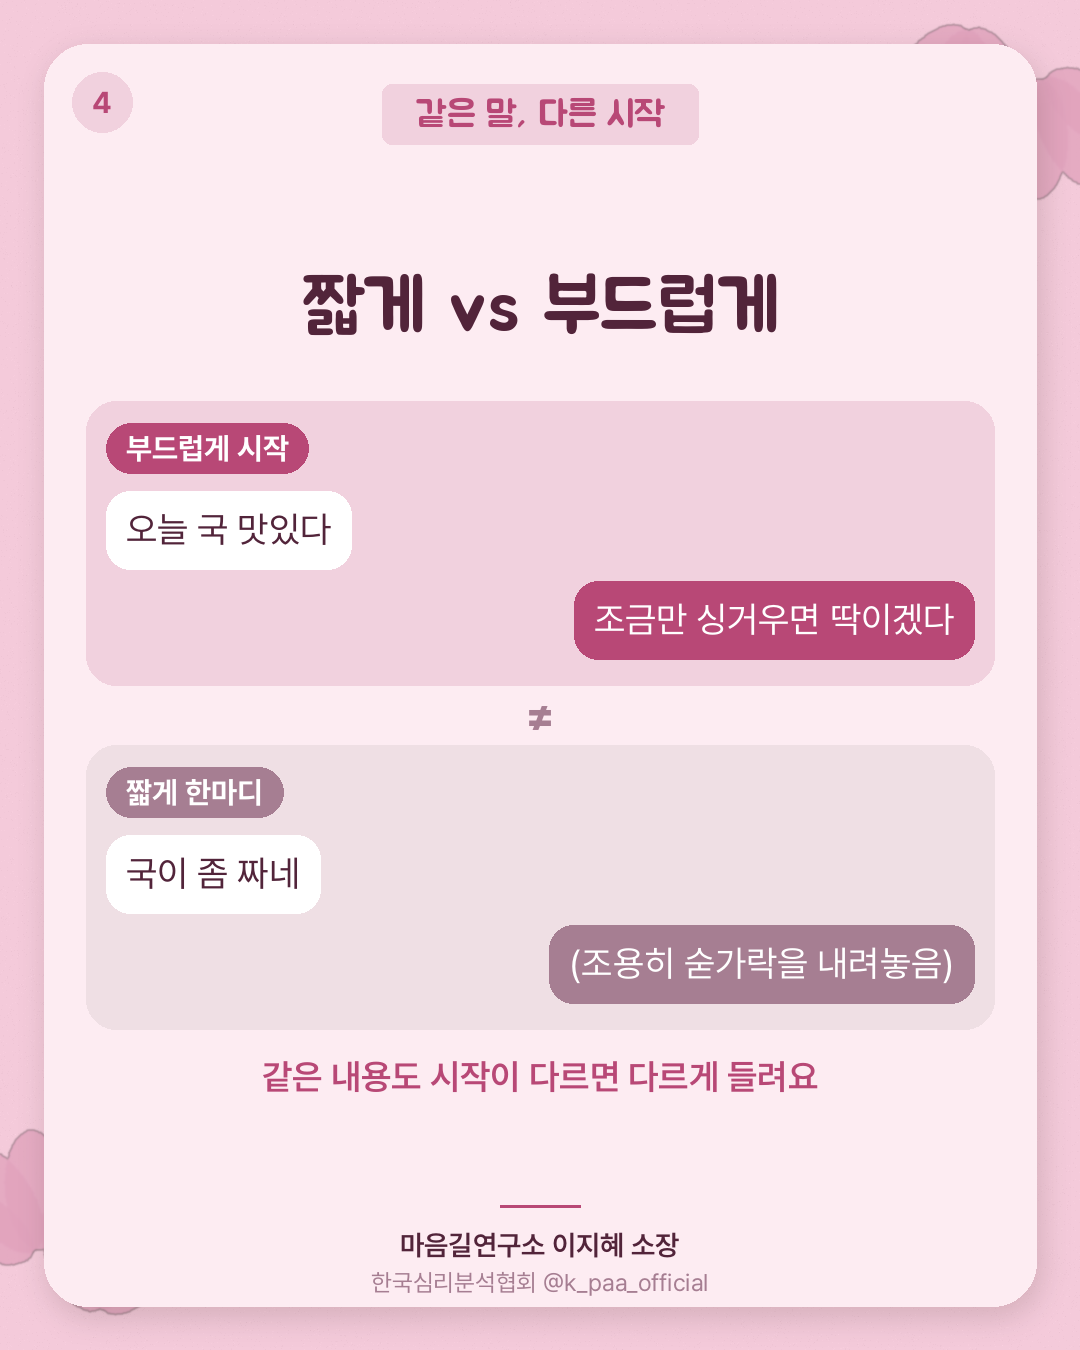 4
같은 말, 다른 시작
짧게 vs 부드럽게
부드럽게 시작
오늘 국 맛있다
조금만 싱거우면 딱이겠다
≠
짧게 한마디
국이 좀 짜네
(조용히 숟가락을 내려놓음)
같은 내용도 시작이 다르면 다르게 들려요
마음길연구소 이지혜 소장
한국심리분석협회 @k_paa_official